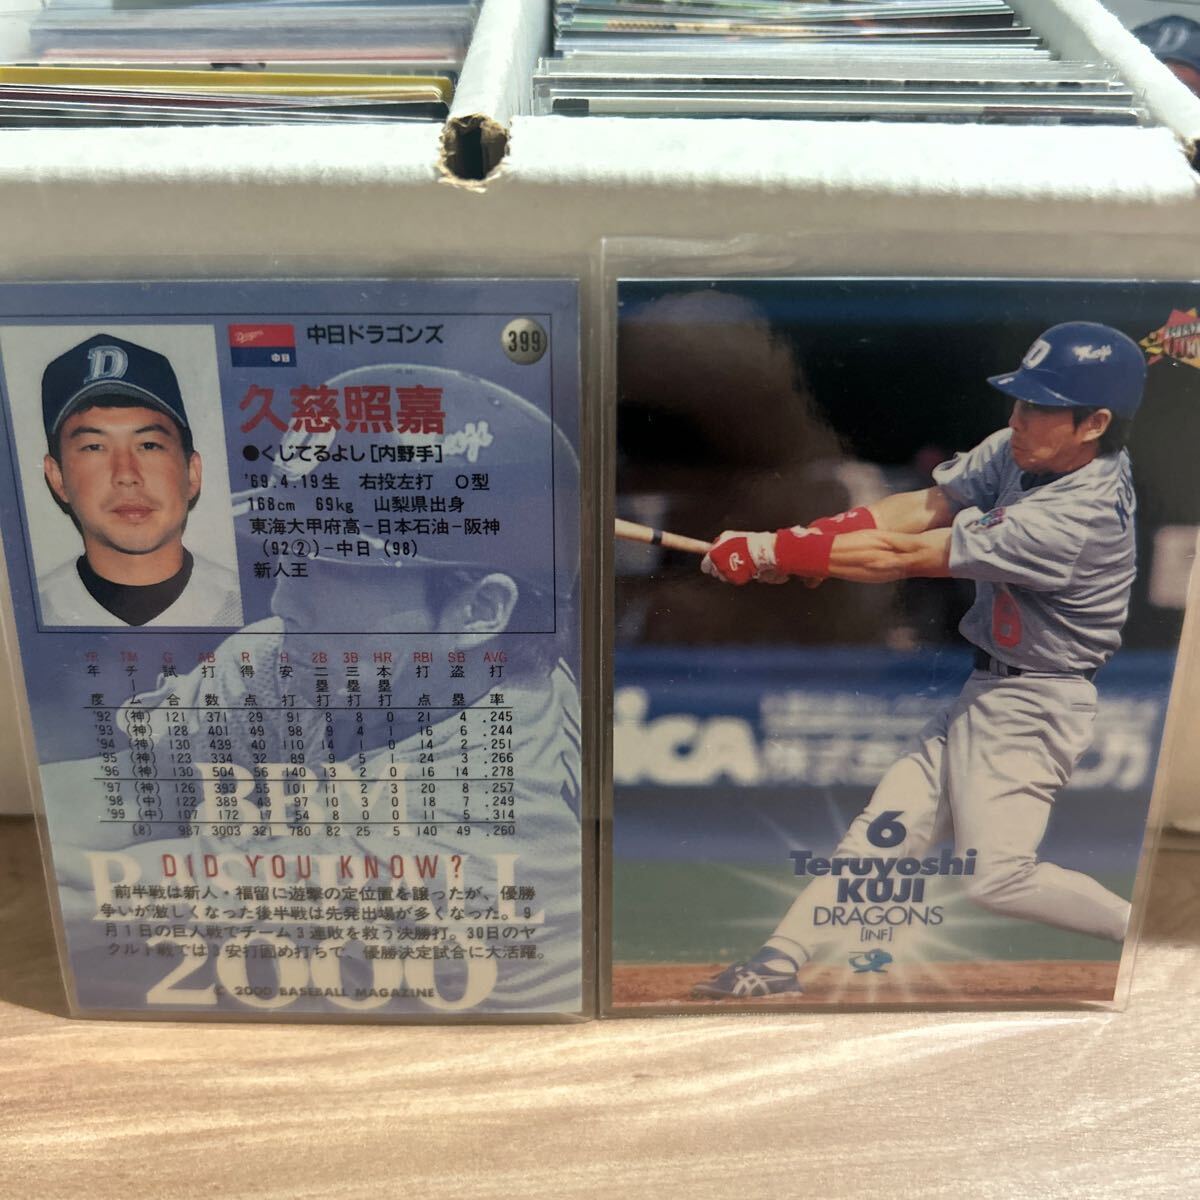 Dragons
中日
中日ドラゴンズ
399
久慈照嘉
●くじてるよし[内野手]
'69.4.19生 右投左打 O型
168cm 69kg 山梨県出身
東海大甲府高−日本石油−阪神
(92②)−中日(98)
新人王
YR TM G AB R H 2B 3B HR RBI SB AVG
年度 チーム 試合 打数 得点 安打 二塁打 三塁打 本塁打 打点 盗塁 打率
'92 (神) 121 371 29 91 8 8 0 21 4 .245
'93 (神) 128 401 49 98 9 4 1 16 6 .244
'94 (神) 130 439 40 110 14 1 0 14 2 .251
'95 (神) 123 334 32 89 9 5 1 24 3 .266
'96 (神) 130 504 56 140 13 2 0 16 14 .278
'97 (神) 126 393 55 101 11 2 3 20 8 .257
'98 (中) 122 389 43 97 10 3 0 18 7 .249
'99 (中) 107 172 17 54 8 0 0 11 5 .314
(8) 987 3003 321 780 82 25 5 140 49 .260
BBM
BASEBALL
2000
DID YOU KNOW?
前半戦は新人・福留に遊撃の定位置を譲ったが、優勝
争いが激しくなった後半戦は先発出場が多くなった。9
月1日の巨人戦でチーム3連敗を救う決勝打。30日のヤ
クルト戦では3安打固め打ちで、優勝決定試合に大活躍。
© 2000 BASEBALL MAGAZINE
D
6
ica
万
6
Teruyoshi
KUJI
DRAGONS
[INF]